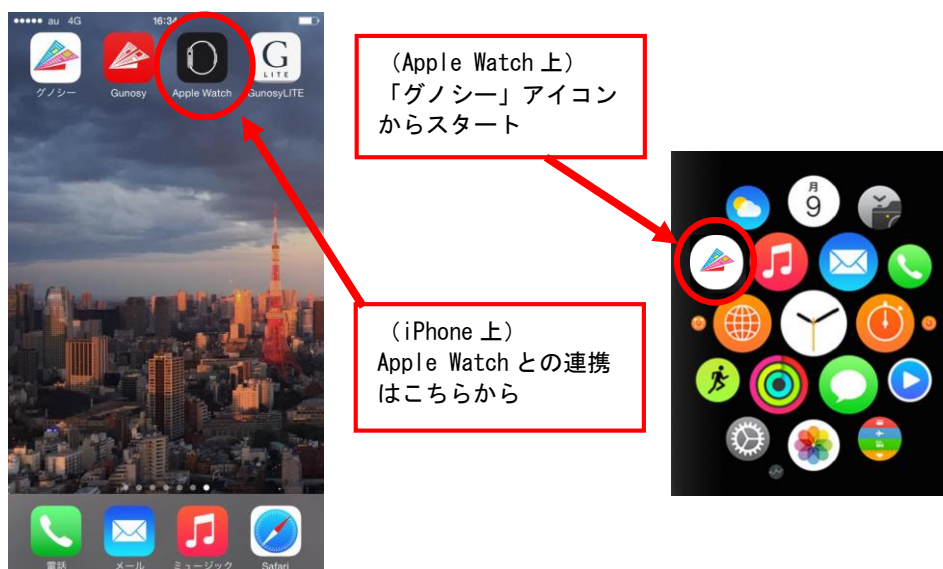 au 4G 16:34
グノシー Gunosy Apple Watch GunosyLITE
G
LITE
(Apple Watch 上)
「グノシー」アイコン
からスタート
月
9
(iPhone 上)
Apple Watch との連携
はこちらから
電話 メール ミュージック Safari